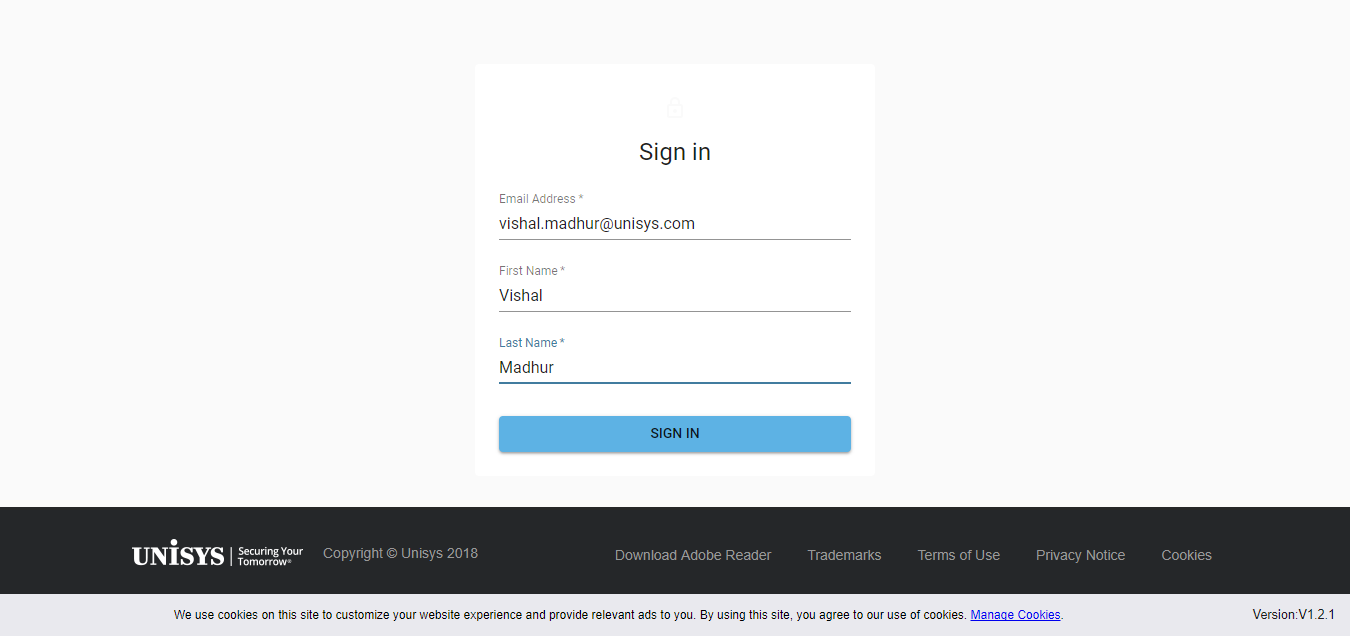 Sign in
Email Address *
vishal.madhur@unisys.com
First Name *
Vishal
Last Name *
Madhur
SIGN IN
UNISYS | Securing Your Tomorrow® Copyright © Unisys 2018 Download Adobe Reader Trademarks Terms of Use Privacy Notice Cookies
We use cookies on this site to customize your website experience and provide relevant ads to you. By using this site, you agree to our use of cookies. Manage Cookies. Version:V1.2.1